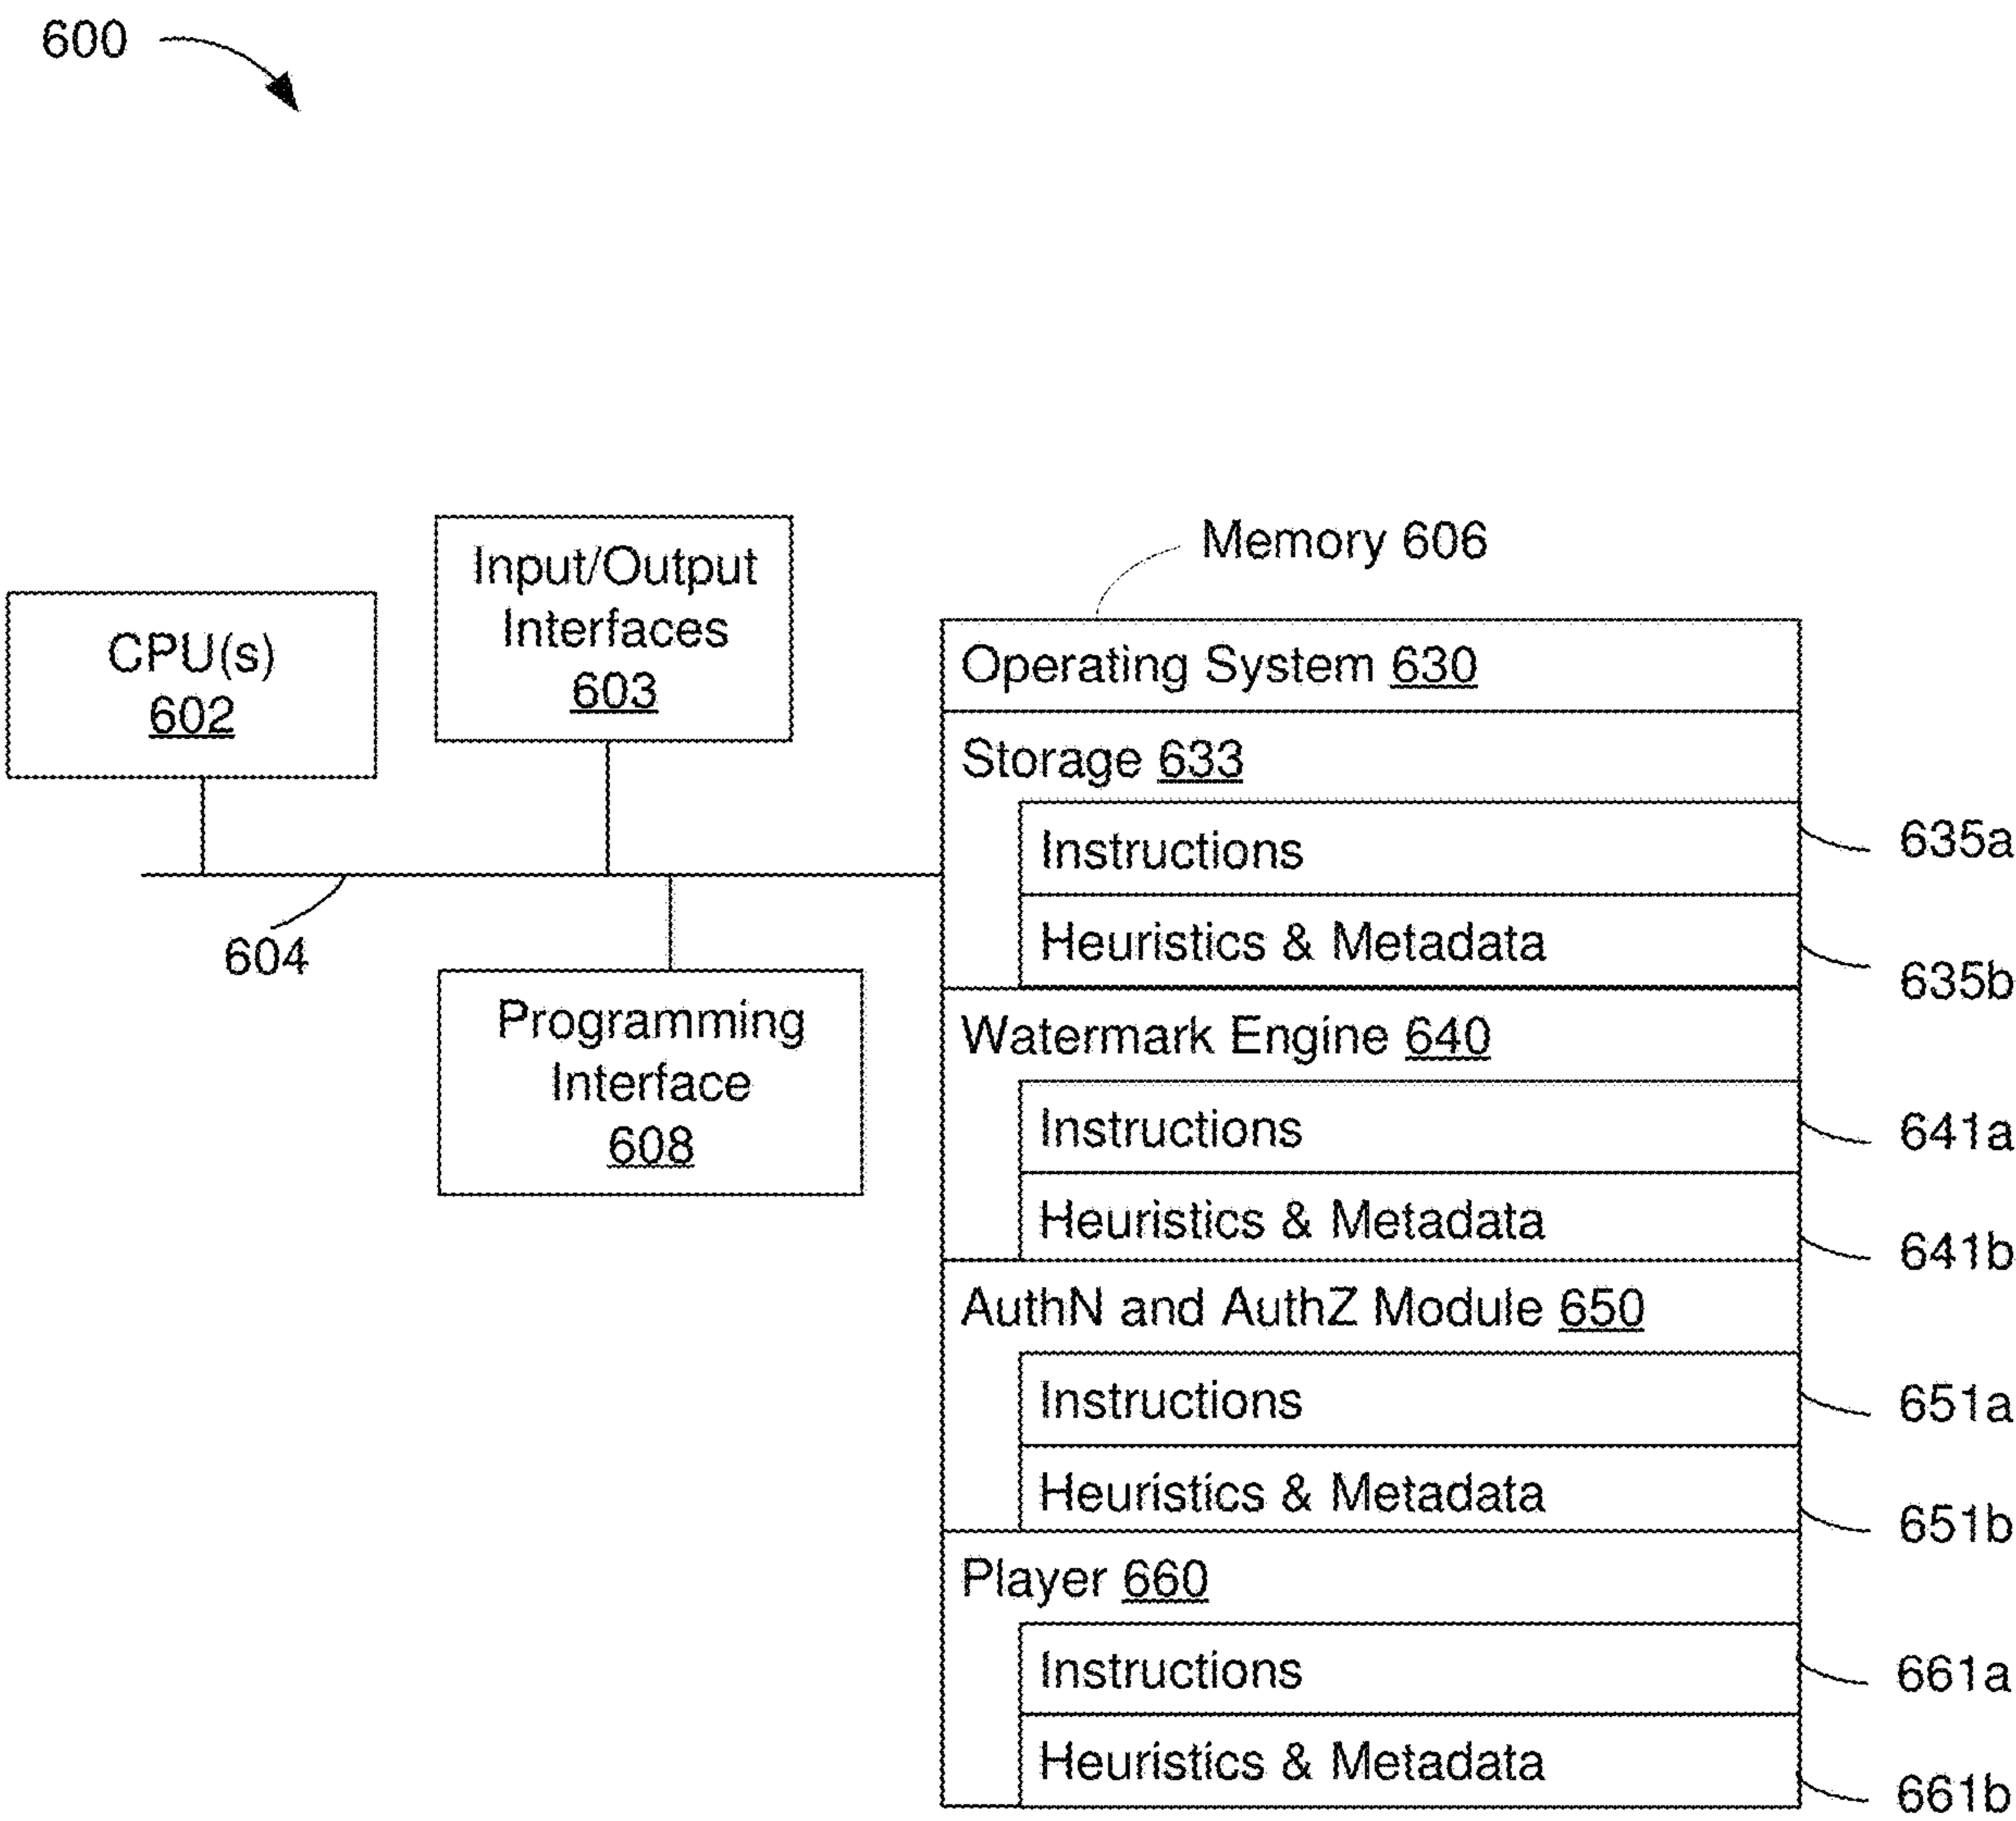 600
CPU(s)
602
Input/Output
Interfaces
603
604
Programming
Interface
608
Memory 606
Operating System 630
Storage 633
Instructions
635a
Heuristics & Metadata
635b
Watermark Engine 640
Instructions
641a
Heuristics & Metadata
641b
AuthN and AuthZ Module 650
Instructions
651a
Heuristics & Metadata
651b
Player 660
Instructions
661a
Heuristics & Metadata
661b